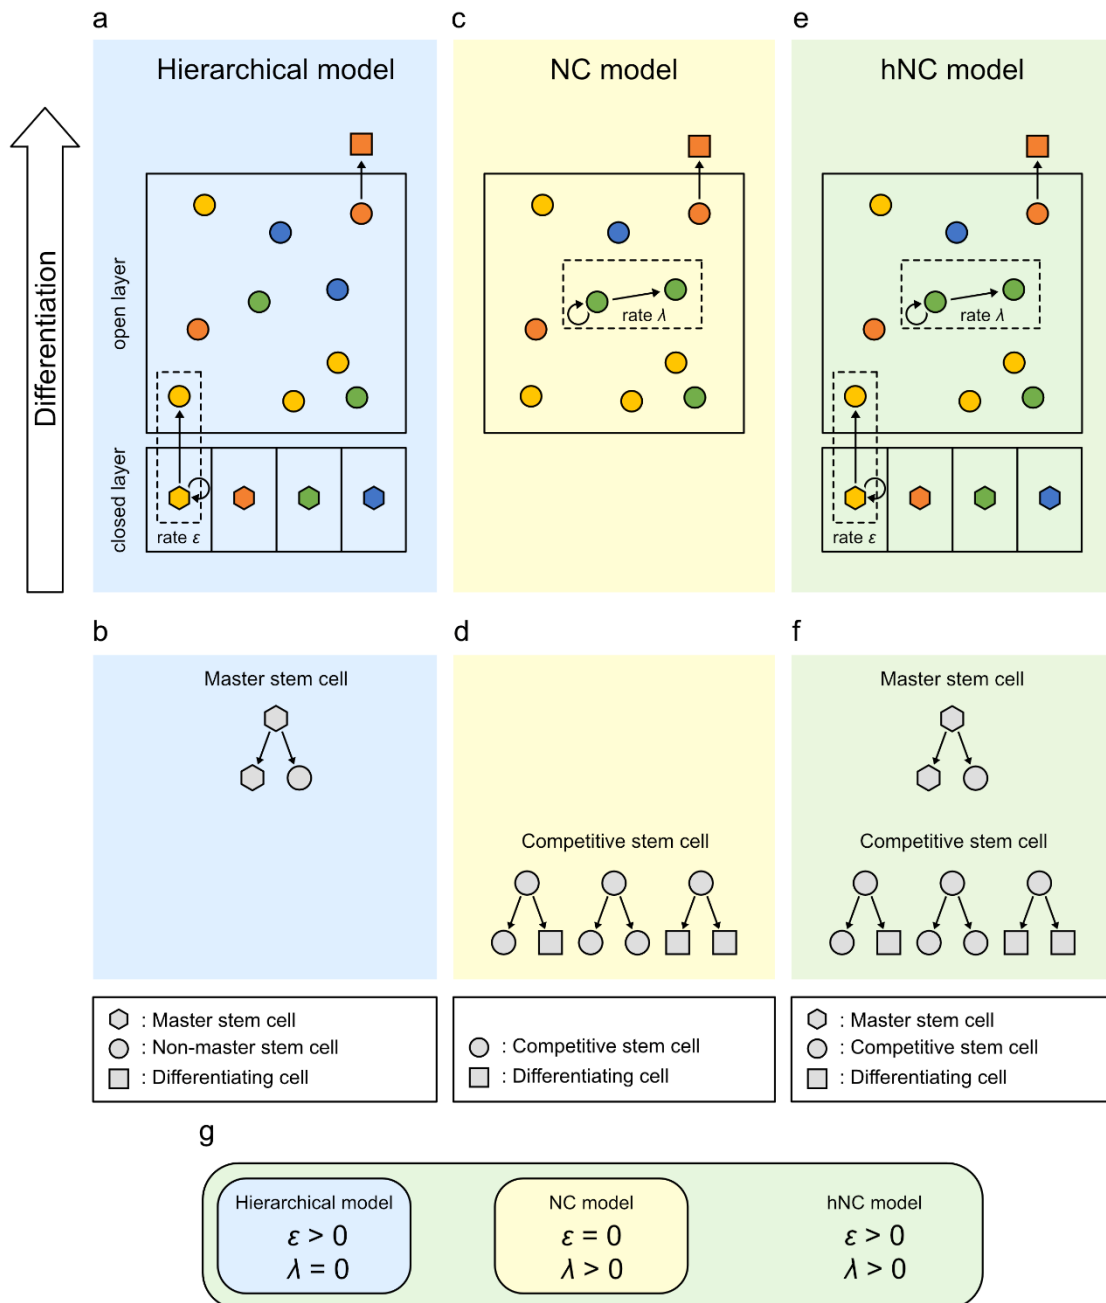 a
Hierarchical model
c
NC model
e
hNC model
Differentiation
open layer
closed layer
rate ε
rate λ
rate λ
rate ε
b
Master stem cell
d
Competitive stem cell
f
Master stem cell
Competitive stem cell
: Master stem cell
: Non-master stem cell
: Differentiating cell
: Competitive stem cell
: Differentiating cell
: Master stem cell
: Competitive stem cell
: Differentiating cell
g
Hierarchical model
ε > 0
λ = 0
NC model
ε = 0
λ > 0
hNC model
ε > 0
λ > 0